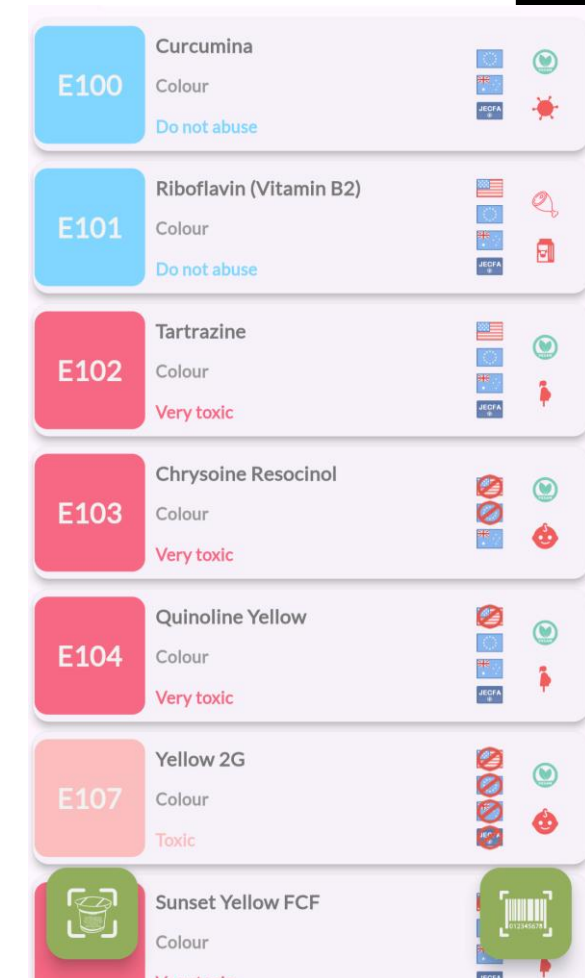 E100
Curcumina
Colour
Do not abuse
JECFA
E101
Riboflavin (Vitamin B2)
Colour
Do not abuse
JECFA
E102
Tartrazine
Colour
Very toxic
JECFA
E103
Chrysoine Resocinol
Colour
Very toxic
E104
Quinoline Yellow
Colour
Very toxic
JECFA
E107
Yellow 2G
Colour
Toxic
Sunset Yellow FCF
Colour
012345678